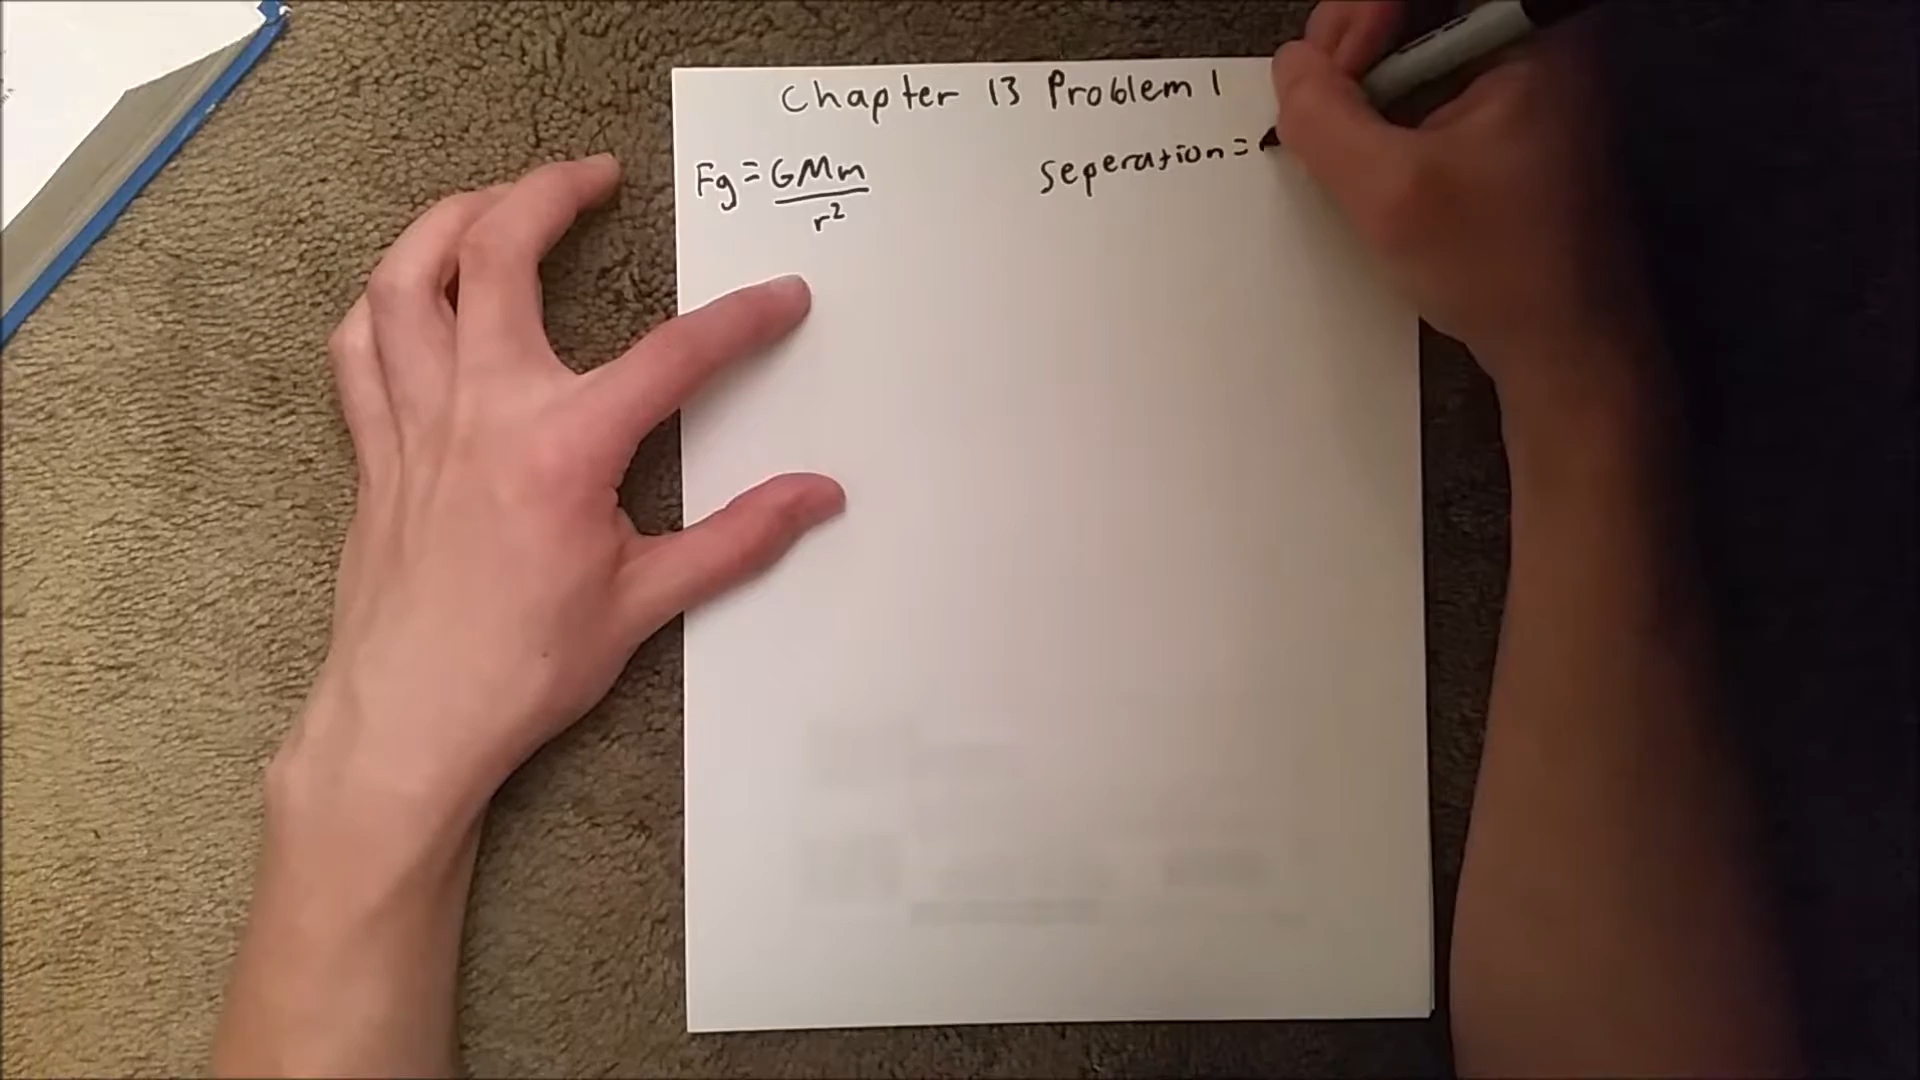 Chapter 13 Problem 1
Fg = GMm
r²
Seperation =